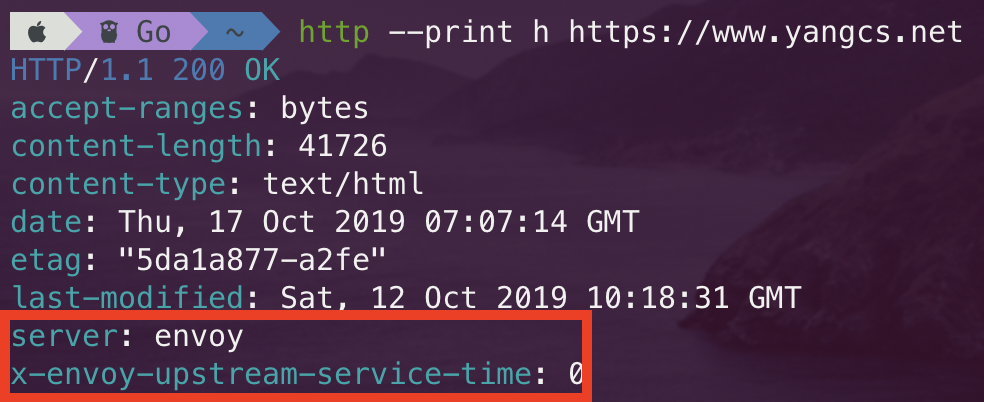 Go ~ http --print h https://www.yangcs.net
HTTP/1.1 200 OK
accept-ranges: bytes
content-length: 41726
content-type: text/html
date: Thu, 17 Oct 2019 07:07:14 GMT
etag: "5da1a877-a2fe"
last-modified: Sat, 12 Oct 2019 10:18:31 GMT
server: envoy
x-envoy-upstream-service-time: 0